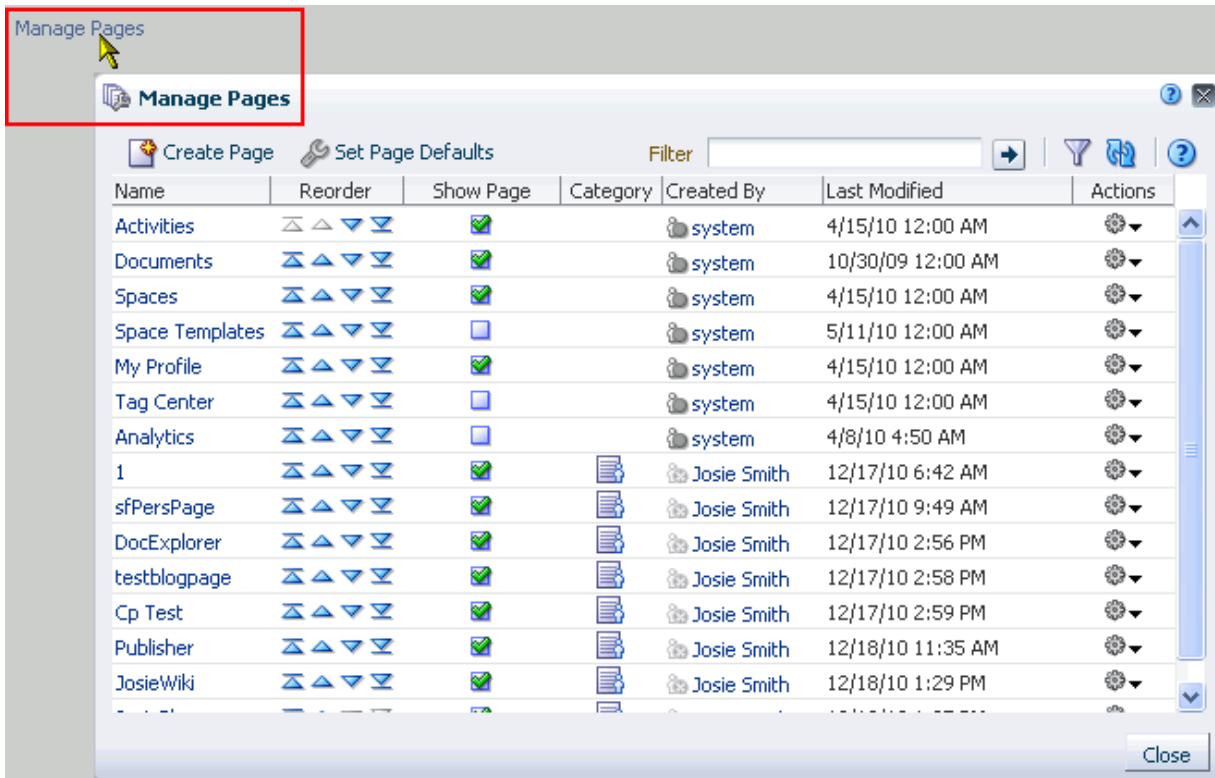 Manage Pages
Manage Pages
Create Page Set Page Defaults Filter
Name Reorder Show Page Category Created By Last Modified Actions
Activities system 4/15/10 12:00 AM
Documents system 10/30/09 12:00 AM
Spaces system 4/15/10 12:00 AM
Space Templates system 5/11/10 12:00 AM
My Profile system 4/15/10 12:00 AM
Tag Center system 4/15/10 12:00 AM
Analytics system 4/8/10 4:50 AM
1 Josie Smith 12/17/10 6:42 AM
sfPersPage Josie Smith 12/17/10 9:49 AM
DocExplorer Josie Smith 12/17/10 2:56 PM
testblogpage Josie Smith 12/17/10 2:58 PM
Cp Test Josie Smith 12/17/10 2:59 PM
Publisher Josie Smith 12/18/10 11:35 AM
JosieWiki Josie Smith 12/18/10 1:29 PM
Close